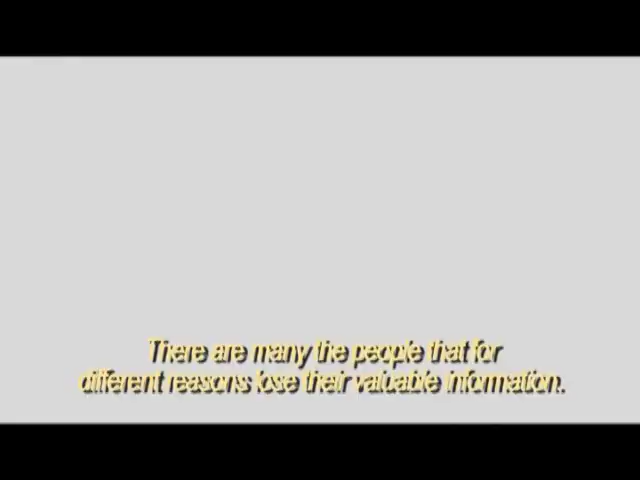 There are many the people that for
different reasons lose their valuable information.